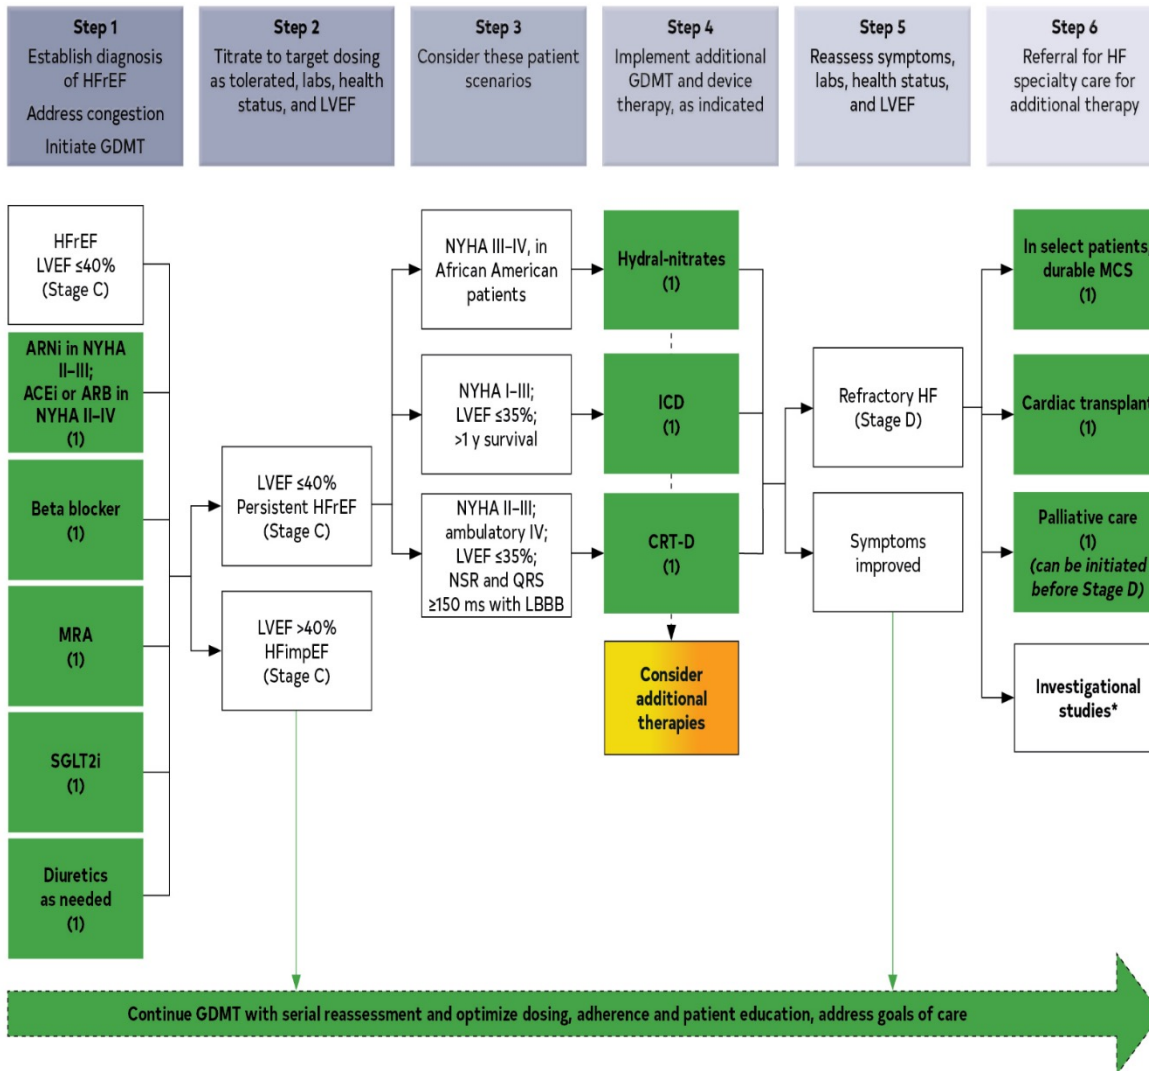 Step 1
Establish diagnosis
of HFrEF
Address congestion
Initiate GDMT
Step 2
Titrate to target dosing
as tolerated, labs, health
status, and LVEF
Step 3
Consider these patient
scenarios
Step 4
Implement additional
GDMT and device
therapy, as indicated
Step 5
Reassess symptoms,
labs, health status,
and LVEF
Step 6
Referral for HF
specialty care for
additional therapy
HFrEF
LVEF ≤40%
(Stage C)
ARNi in NYHA
II–III;
ACEi or ARB in
NYHA II–IV
(1)
Beta blocker
(1)
MRA
(1)
SGLT2i
(1)
Diuretics
as needed
(1)
LVEF ≤40%
Persistent HFrEF
(Stage C)
LVEF >40%
HFimpEF
(Stage C)
NYHA III–IV, in
African American
patients
NYHA I–III;
LVEF ≤35%;
>1 y survival
NYHA II–III;
ambulatory IV;
LVEF ≤35%;
NSR and QRS
≥150 ms with LBBB
Hydral-nitrates
(1)
ICD
(1)
CRT-D
(1)
Consider
additional
therapies
Refractory HF
(Stage D)
Symptoms
improved
In select patients,
durable MCS
(1)
Cardiac transplant
(1)
Palliative care
(1)
(can be initiated
before Stage D)
Investigational
studies*
Continue GDMT with serial reassessment and optimize dosing, adherence and patient education, address goals of care